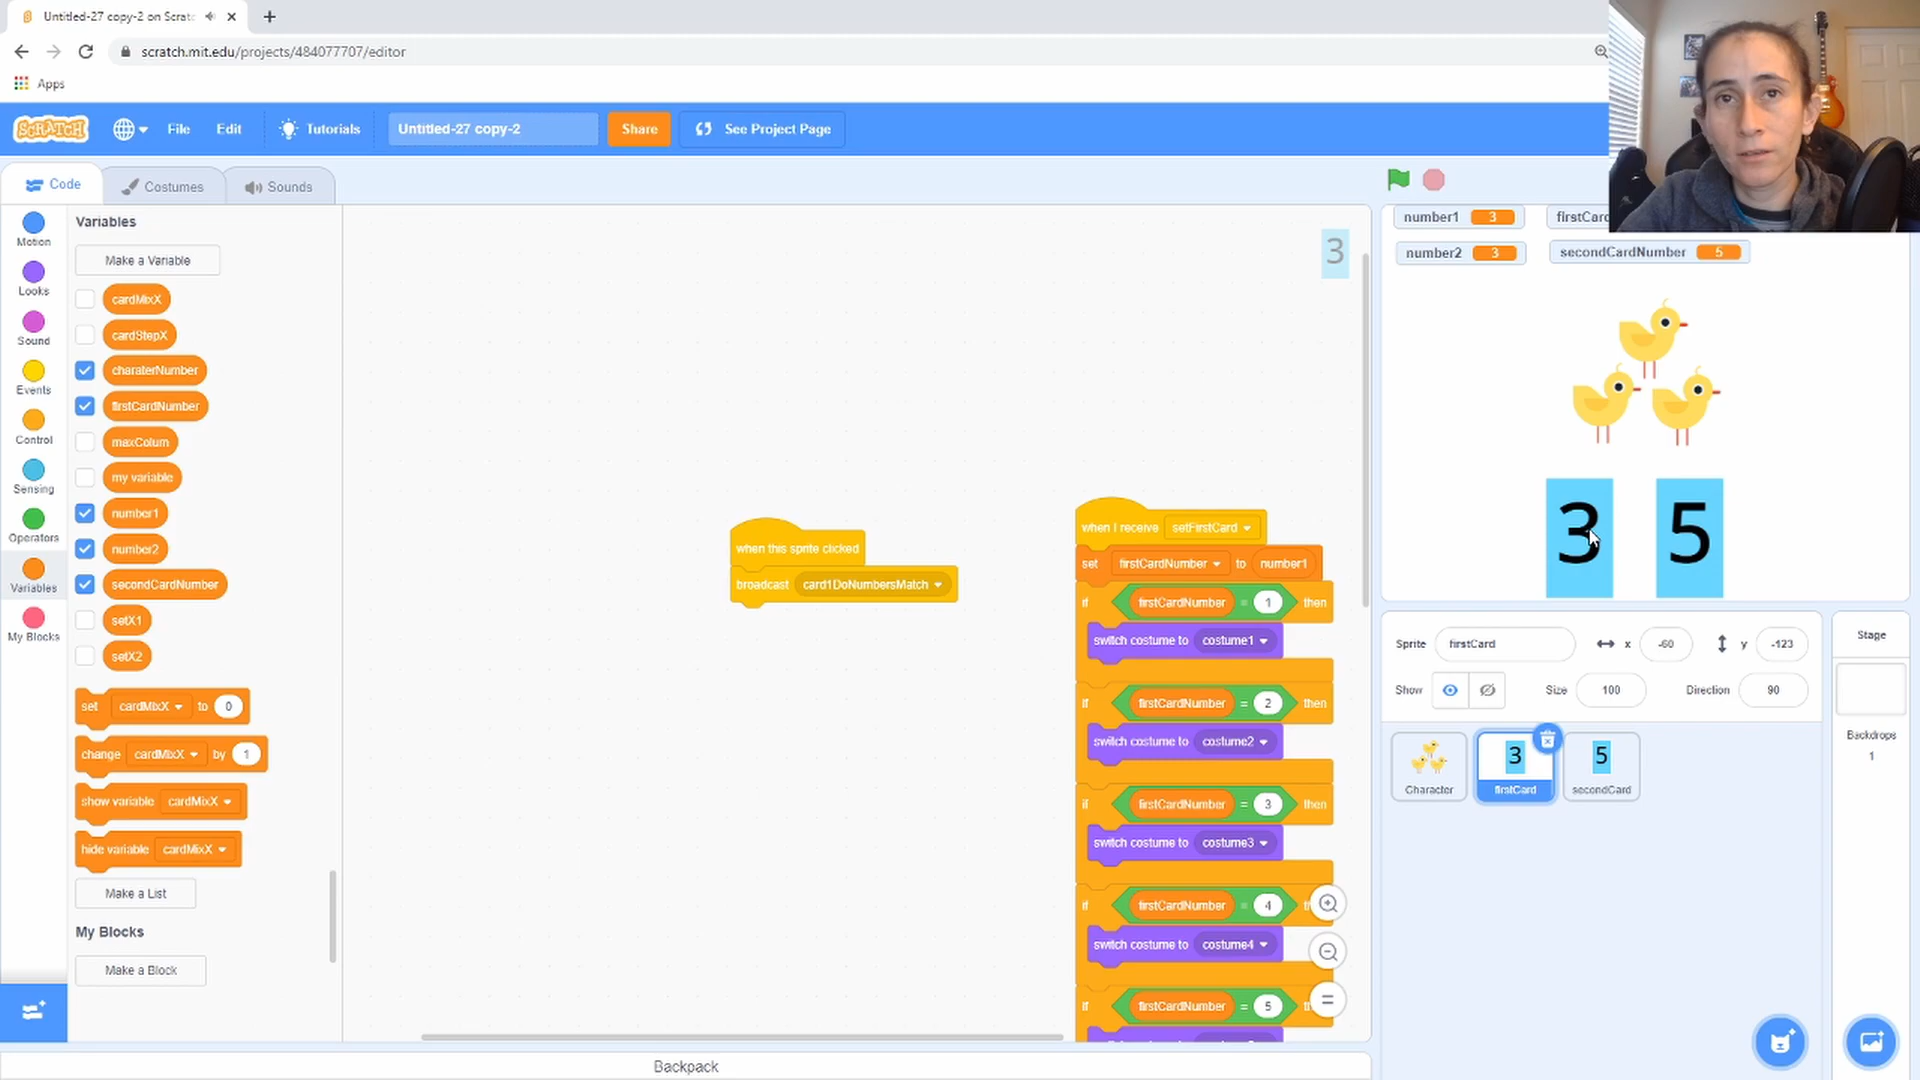 Untitled-27 copy-2 on Scratc
scratch.mit.edu/projects/484077707/editor
Apps
SCRATCH
File
Edit
Tutorials
Untitled-27 copy-2
Share
See Project Page
Code
Costumes
Sounds
Motion
Looks
Sound
Events
Control
Sensing
Operators
Variables
My Blocks
Variables
Make a Variable
cardMixX
cardStepX
charaterNumber
firstCardNumber
maxColum
my variable
number1
number2
secondCardNumber
setX1
setX2
set cardMixX to 0
change cardMixX by 1
show variable cardMixX
hide variable cardMixX
Make a List
My Blocks
Make a Block
3
when this sprite clicked
broadcast card1DoNumbersMatch
when I receive setFirstCard
set firstCardNumber to number1
if firstCardNumber = 1 then
switch costume to costume1
if firstCardNumber = 2 then
switch costume to costume2
if firstCardNumber = 3 then
switch costume to costume3
if firstCardNumber = 4
switch costume to costume4
if firstCardNumber = 5
Backpack
number1 3
firstCar
number2 3
secondCardNumber 5
3 5
Sprite firstCard x -60 y -123
Show Size 100 Direction 90
3
5
Character
firstCard
secondCard
Stage
Backdrops
1